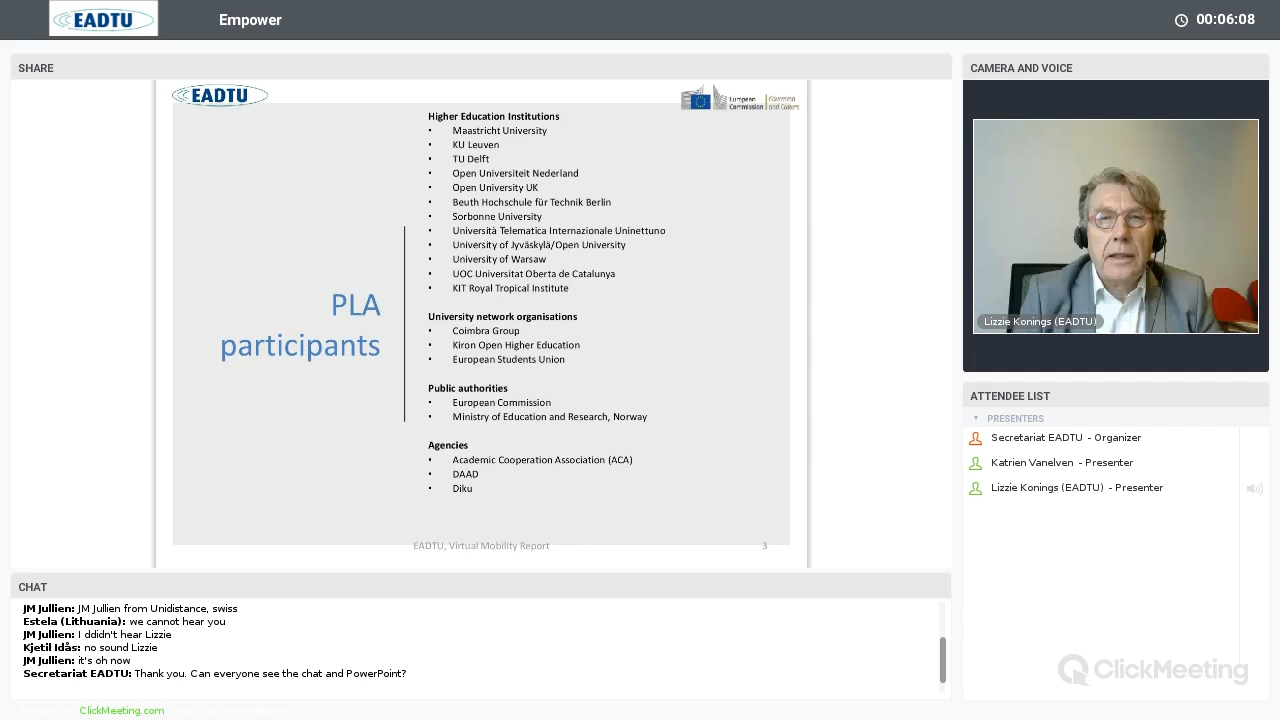 EADTU
Empower
00:06:08
SHARE
EADTU
European
Commission
Education
and Culture
PLA
participants
Higher Education Institutions
• Maastricht University
• KU Leuven
• TU Delft
• Open Universiteit Nederland
• Open University UK
• Beuth Hochschule für Technik Berlin
• Sorbonne University
• Università Telematica Internazionale Uninettuno
• University of Jyväskylä/Open University
• University of Warsaw
• UOC Universitat Oberta de Catalunya
• KIT Royal Tropical Institute
University network organisations
• Coimbra Group
• Kiron Open Higher Education
• European Students Union
Public authorities
• European Commission
• Ministry of Education and Research, Norway
Agencies
• Academic Cooperation Association (ACA)
• DAAD
• Diku
EADTU, Virtual Mobility Report
3
CAMERA AND VOICE
Lizzie Konings (EADTU)
ATTENDEE LIST
PRESENTERS
Secretariat EADTU - Organizer
Katrien Vanelven - Presenter
Lizzie Konings (EADTU) - Presenter
CHAT
JM Jullien: JM Jullien from Unidistance, swiss
Estela (Lithuania): we cannot hear you
JM Jullien: I ddidn't hear Lizzie
Kjetil Idås: no sound Lizzie
JM Jullien: it's oh now
Secretariat EADTU: Thank you. Can everyone see the chat and PowerPoint?
ClickMeeting
ClickMeeting.com